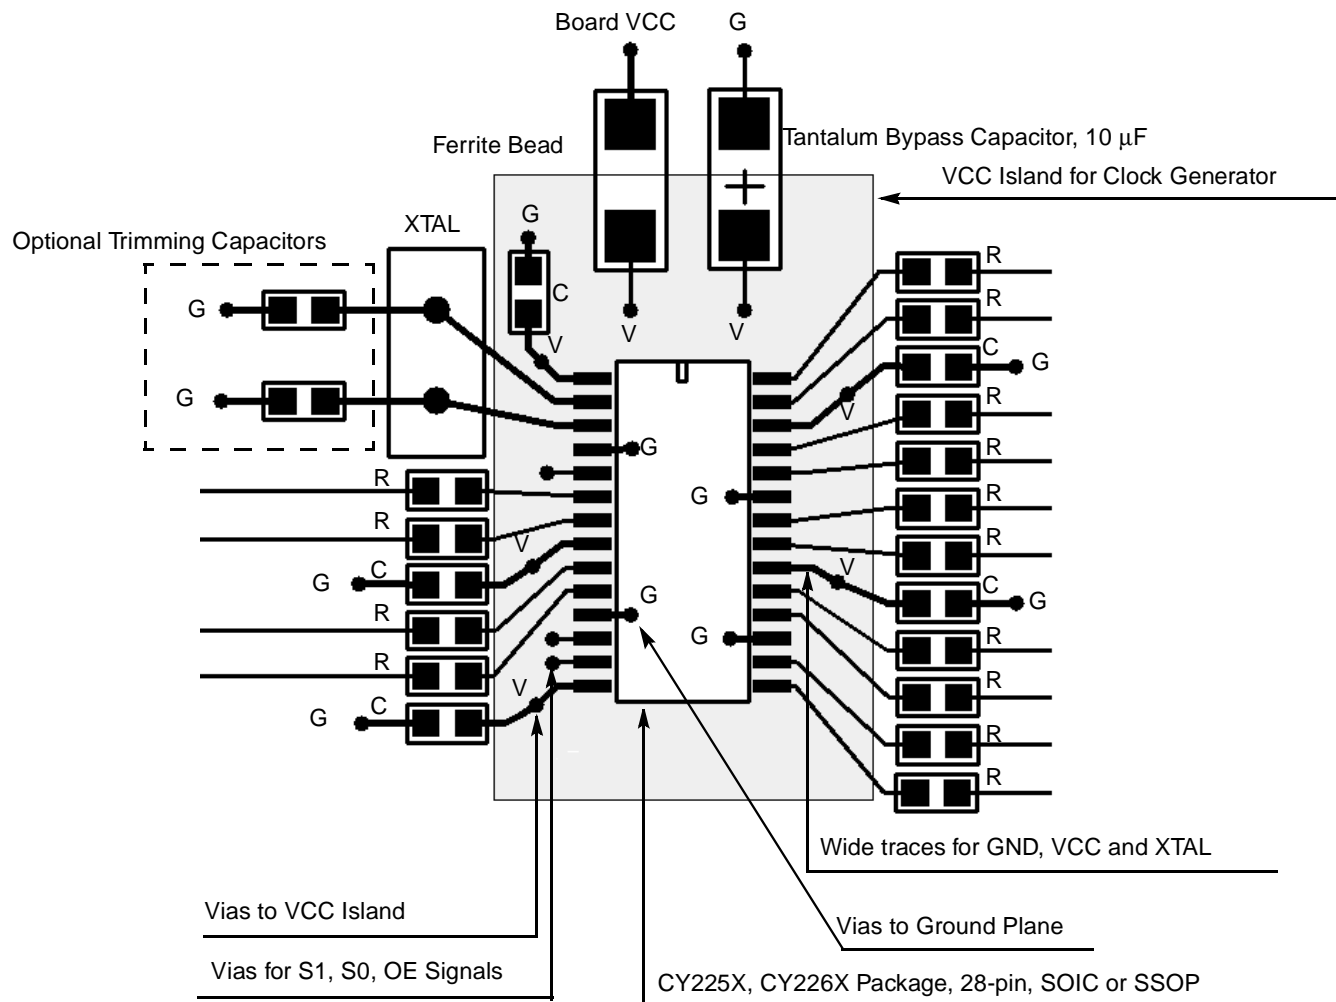 Board VCC
G
Ferrite Bead
Tantalum Bypass Capacitor, 10 μF
VCC Island for Clock Generator
G
XTAL
Optional Trimming Capacitors
R
C
G
R
V
V
V
C
G
G
R
V
R
G
R
R
G
R
R
V
R
V
C
G
C
G
G
R
G
R
R
R
V
C
G
R
R
Wide traces for GND, VCC and XTAL
Vias to VCC Island
Vias to Ground Plane
Vias for S1, S0, OE Signals
CY225X, CY226X Package, 28-pin, SOIC or SSOP